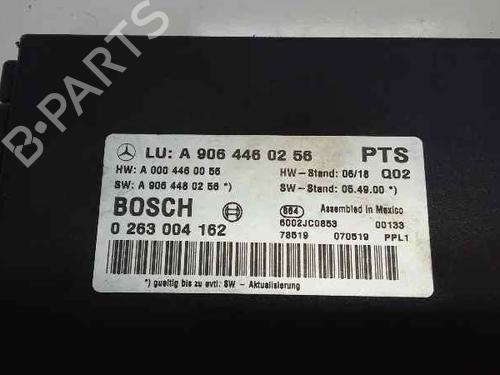 LU: A 906 446 02 56 PTS
HW: A 000 446 00 56 HW-Stand: 06/18 Q02
SW: A 906 448 02 56 *) SW-Stand: 06.49.00 *)
BOSCH 864 Assembled in Mexico
6002JC0853 00133
0 263 004 162 78519 070519 PPL1
*) gueltig bis zu evtl. SW - Aktualisierung
B-PARTS